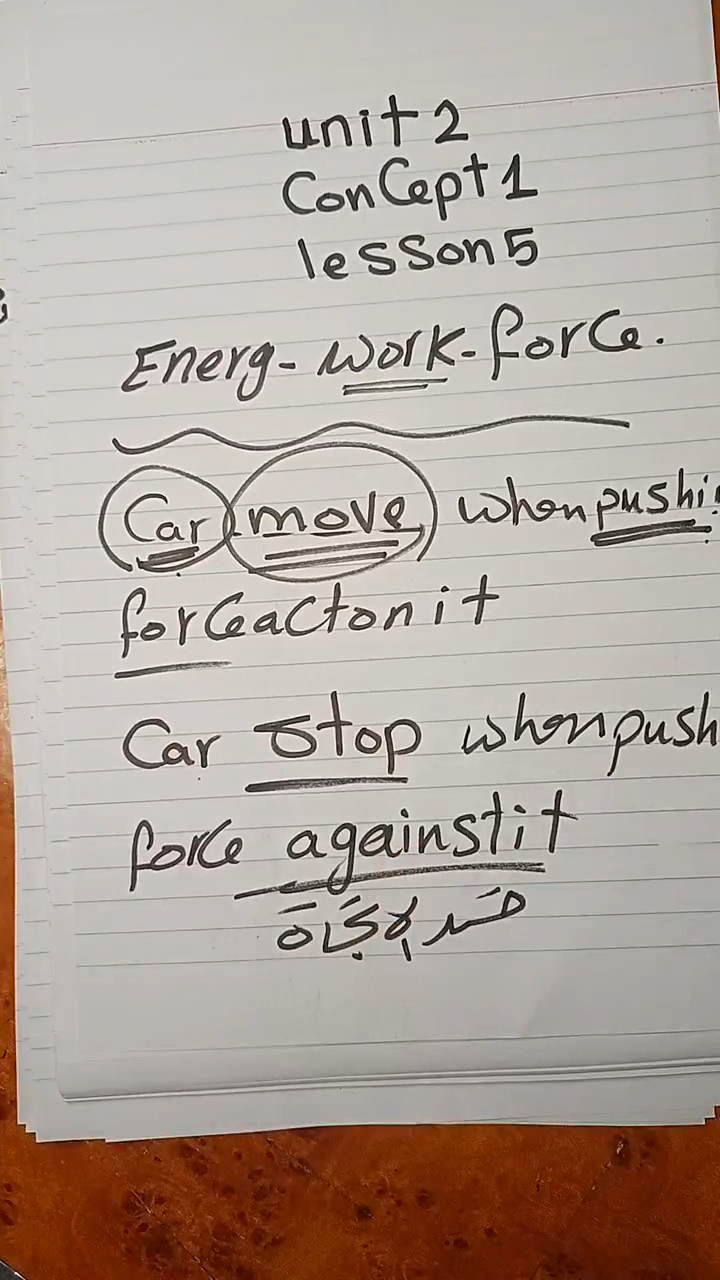 unit 2
Concept 1
lesson 5
Energ - work - force.
Car move when pushi
force act on it
Car stop when push
force against it
ضد الإتجاة